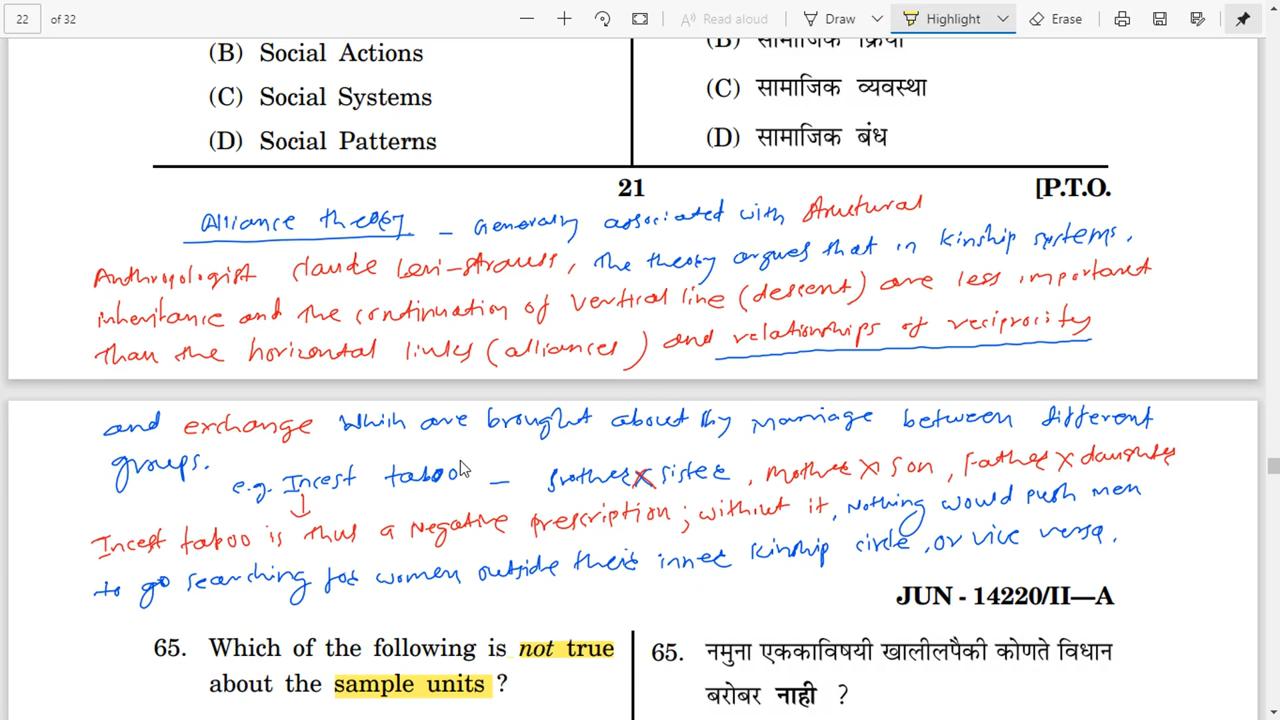 22 of 32 Read aloud Draw Highlight Erase
(B) Social Actions
(B) सामाजिक क्रिया
(C) Social Systems
(C) सामाजिक व्यवस्था
(D) Social Patterns
(D) सामाजिक बंध
21
[P.T.O.
Alliance theory - Generally associated with structural
Anthropologist Claude Levi-Strauss, The theory argues that in kinship systems,
inheritance and the continuation of vertical line (descent) are less important
than the horizontal links (alliances) and relationships of reciprocity
and exchange which are brought about by marriage between different
groups.
e.g. Incest taboo - Brother X sister, Mother X son, Father X daughter
Incest taboo is thus a Negative prescription; without it, Nothing would push men
to go searching for women outside their inner kinship circle, or vice versa.
JUN - 14220/II—A
65. Which of the following is not true
about the sample units ?
65. नमुना एककाविषयी खालीलपैकी कोणते विधान
बरोबर नाही ?